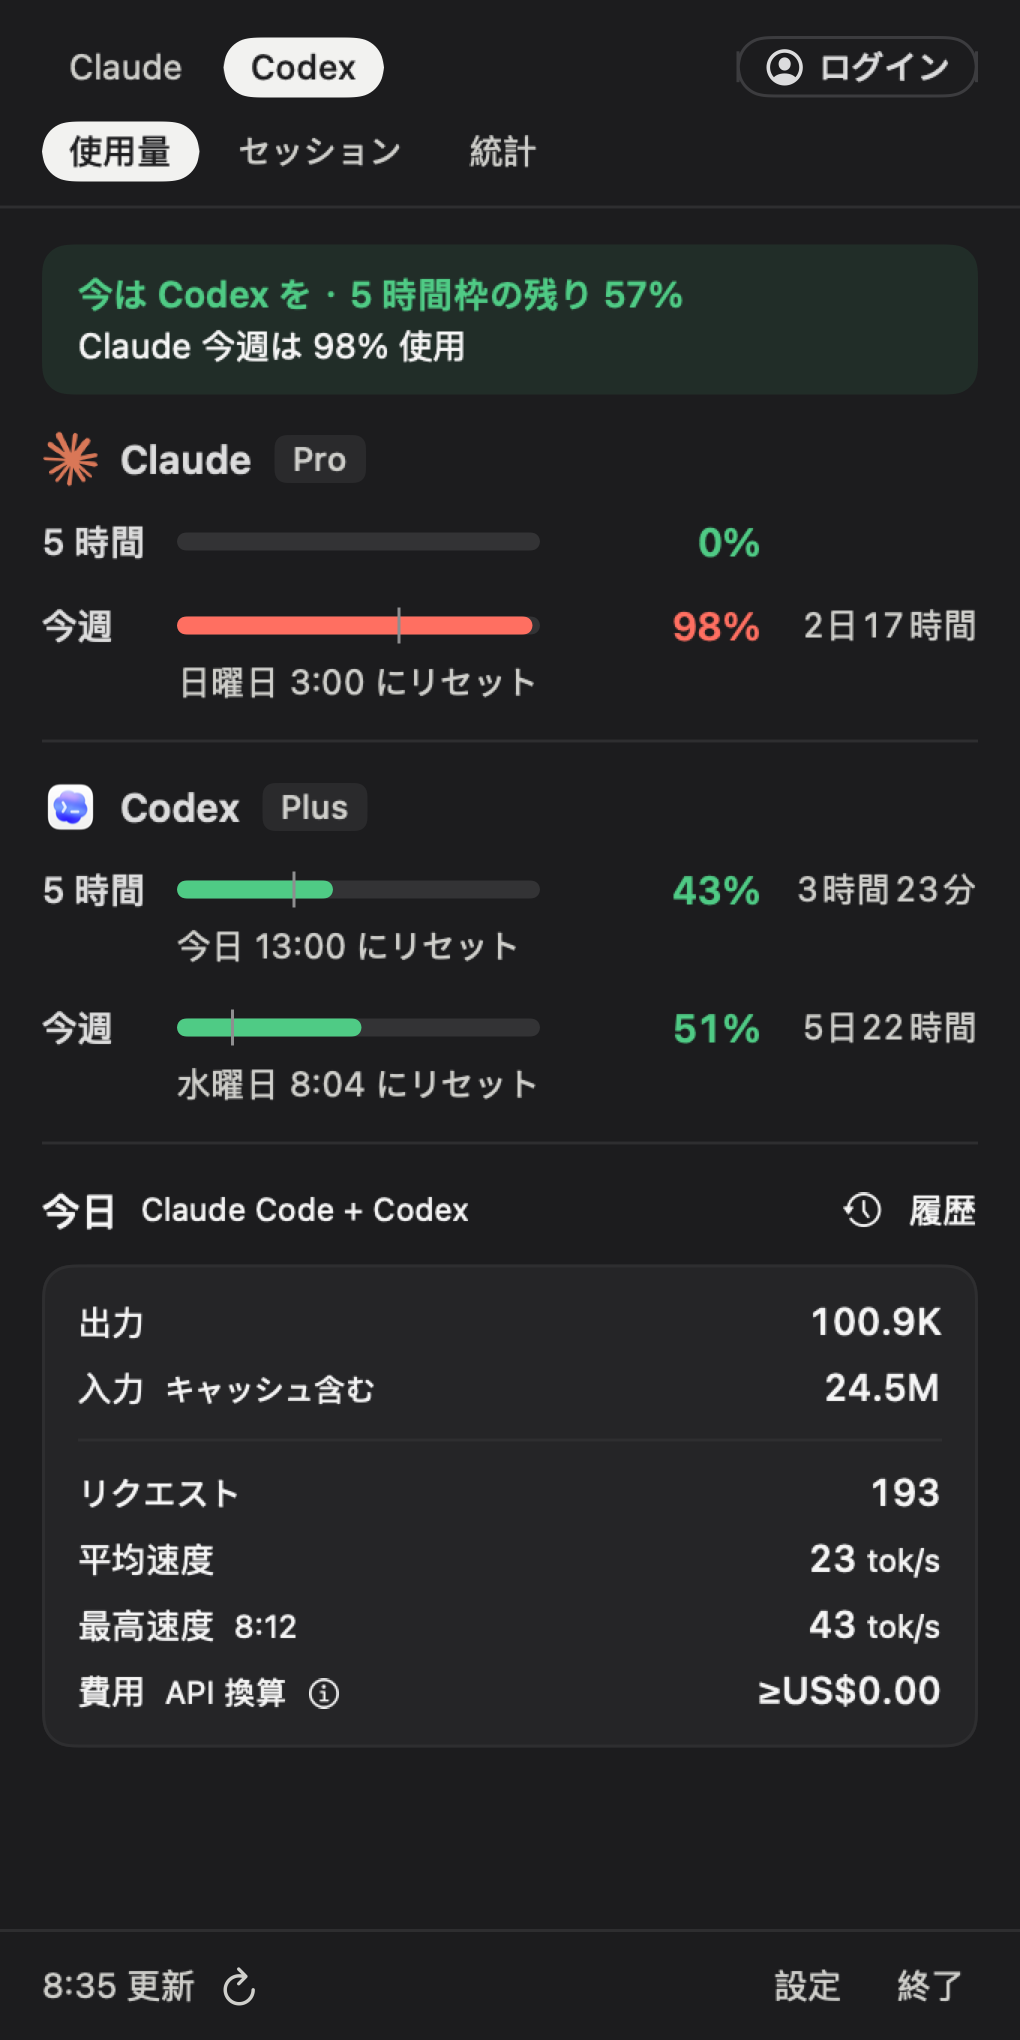 Claude Codex ログイン
使用量 セッション 統計
今は Codex を · 5 時間枠の残り 57%
Claude 今週は 98% 使用
Claude Pro
5 時間 0%
今週 98% 2日17時間
日曜日 3:00 にリセット
Codex Plus
5 時間 43% 3時間23分
今日 13:00 にリセット
今週 51% 5日22時間
水曜日 8:04 にリセット
今日 Claude Code + Codex 履歴
出力 100.9K
入力 キャッシュ含む 24.5M
リクエスト 193
平均速度 23 tok/s
最高速度 8:12 43 tok/s
費用 API 換算 ≥US$0.00
8:35 更新 設定 終了